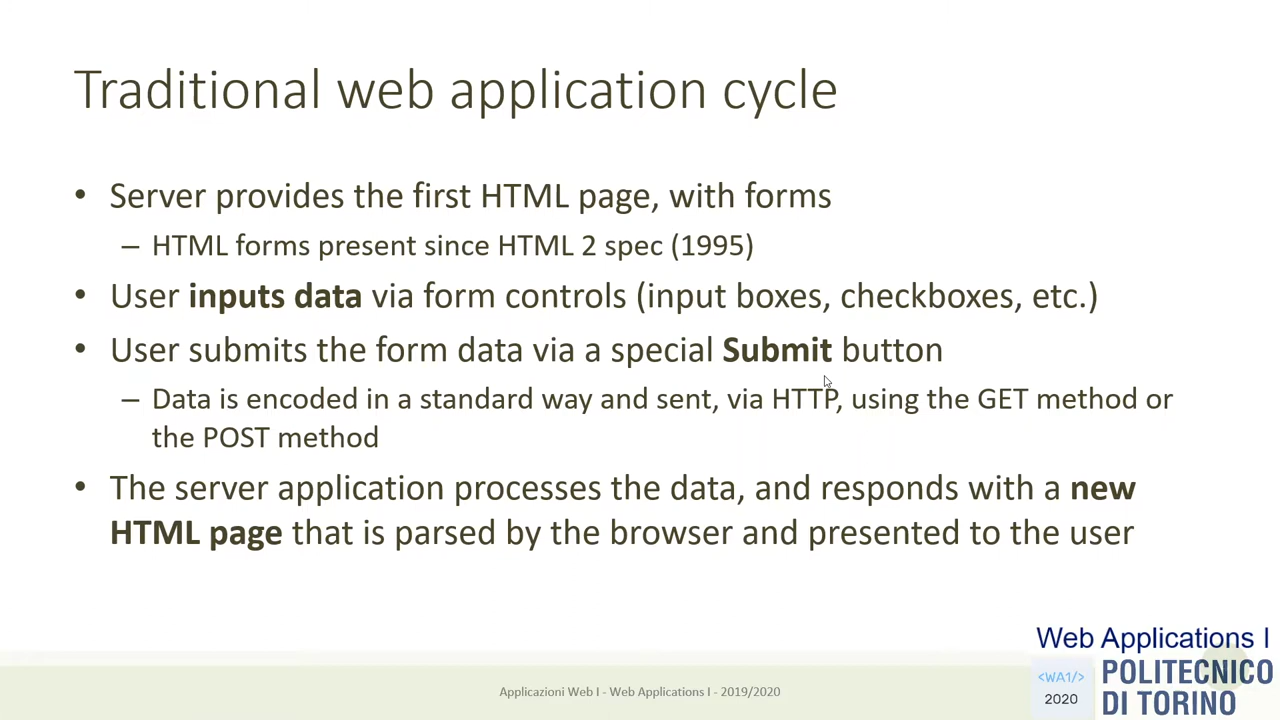 Traditional web application cycle
• Server provides the first HTML page, with forms
– HTML forms present since HTML 2 spec (1995)
• User inputs data via form controls (input boxes, checkboxes, etc.)
• User submits the form data via a special Submit button
– Data is encoded in a standard way and sent, via HTTP, using the GET method or
the POST method
• The server application processes the data, and responds with a new
HTML page that is parsed by the browser and presented to the user
Web Applications I
Applicazioni Web I - Web Applications I - 2019/2020
<WA1/>
2020
POLITECNICO
DI TORINO